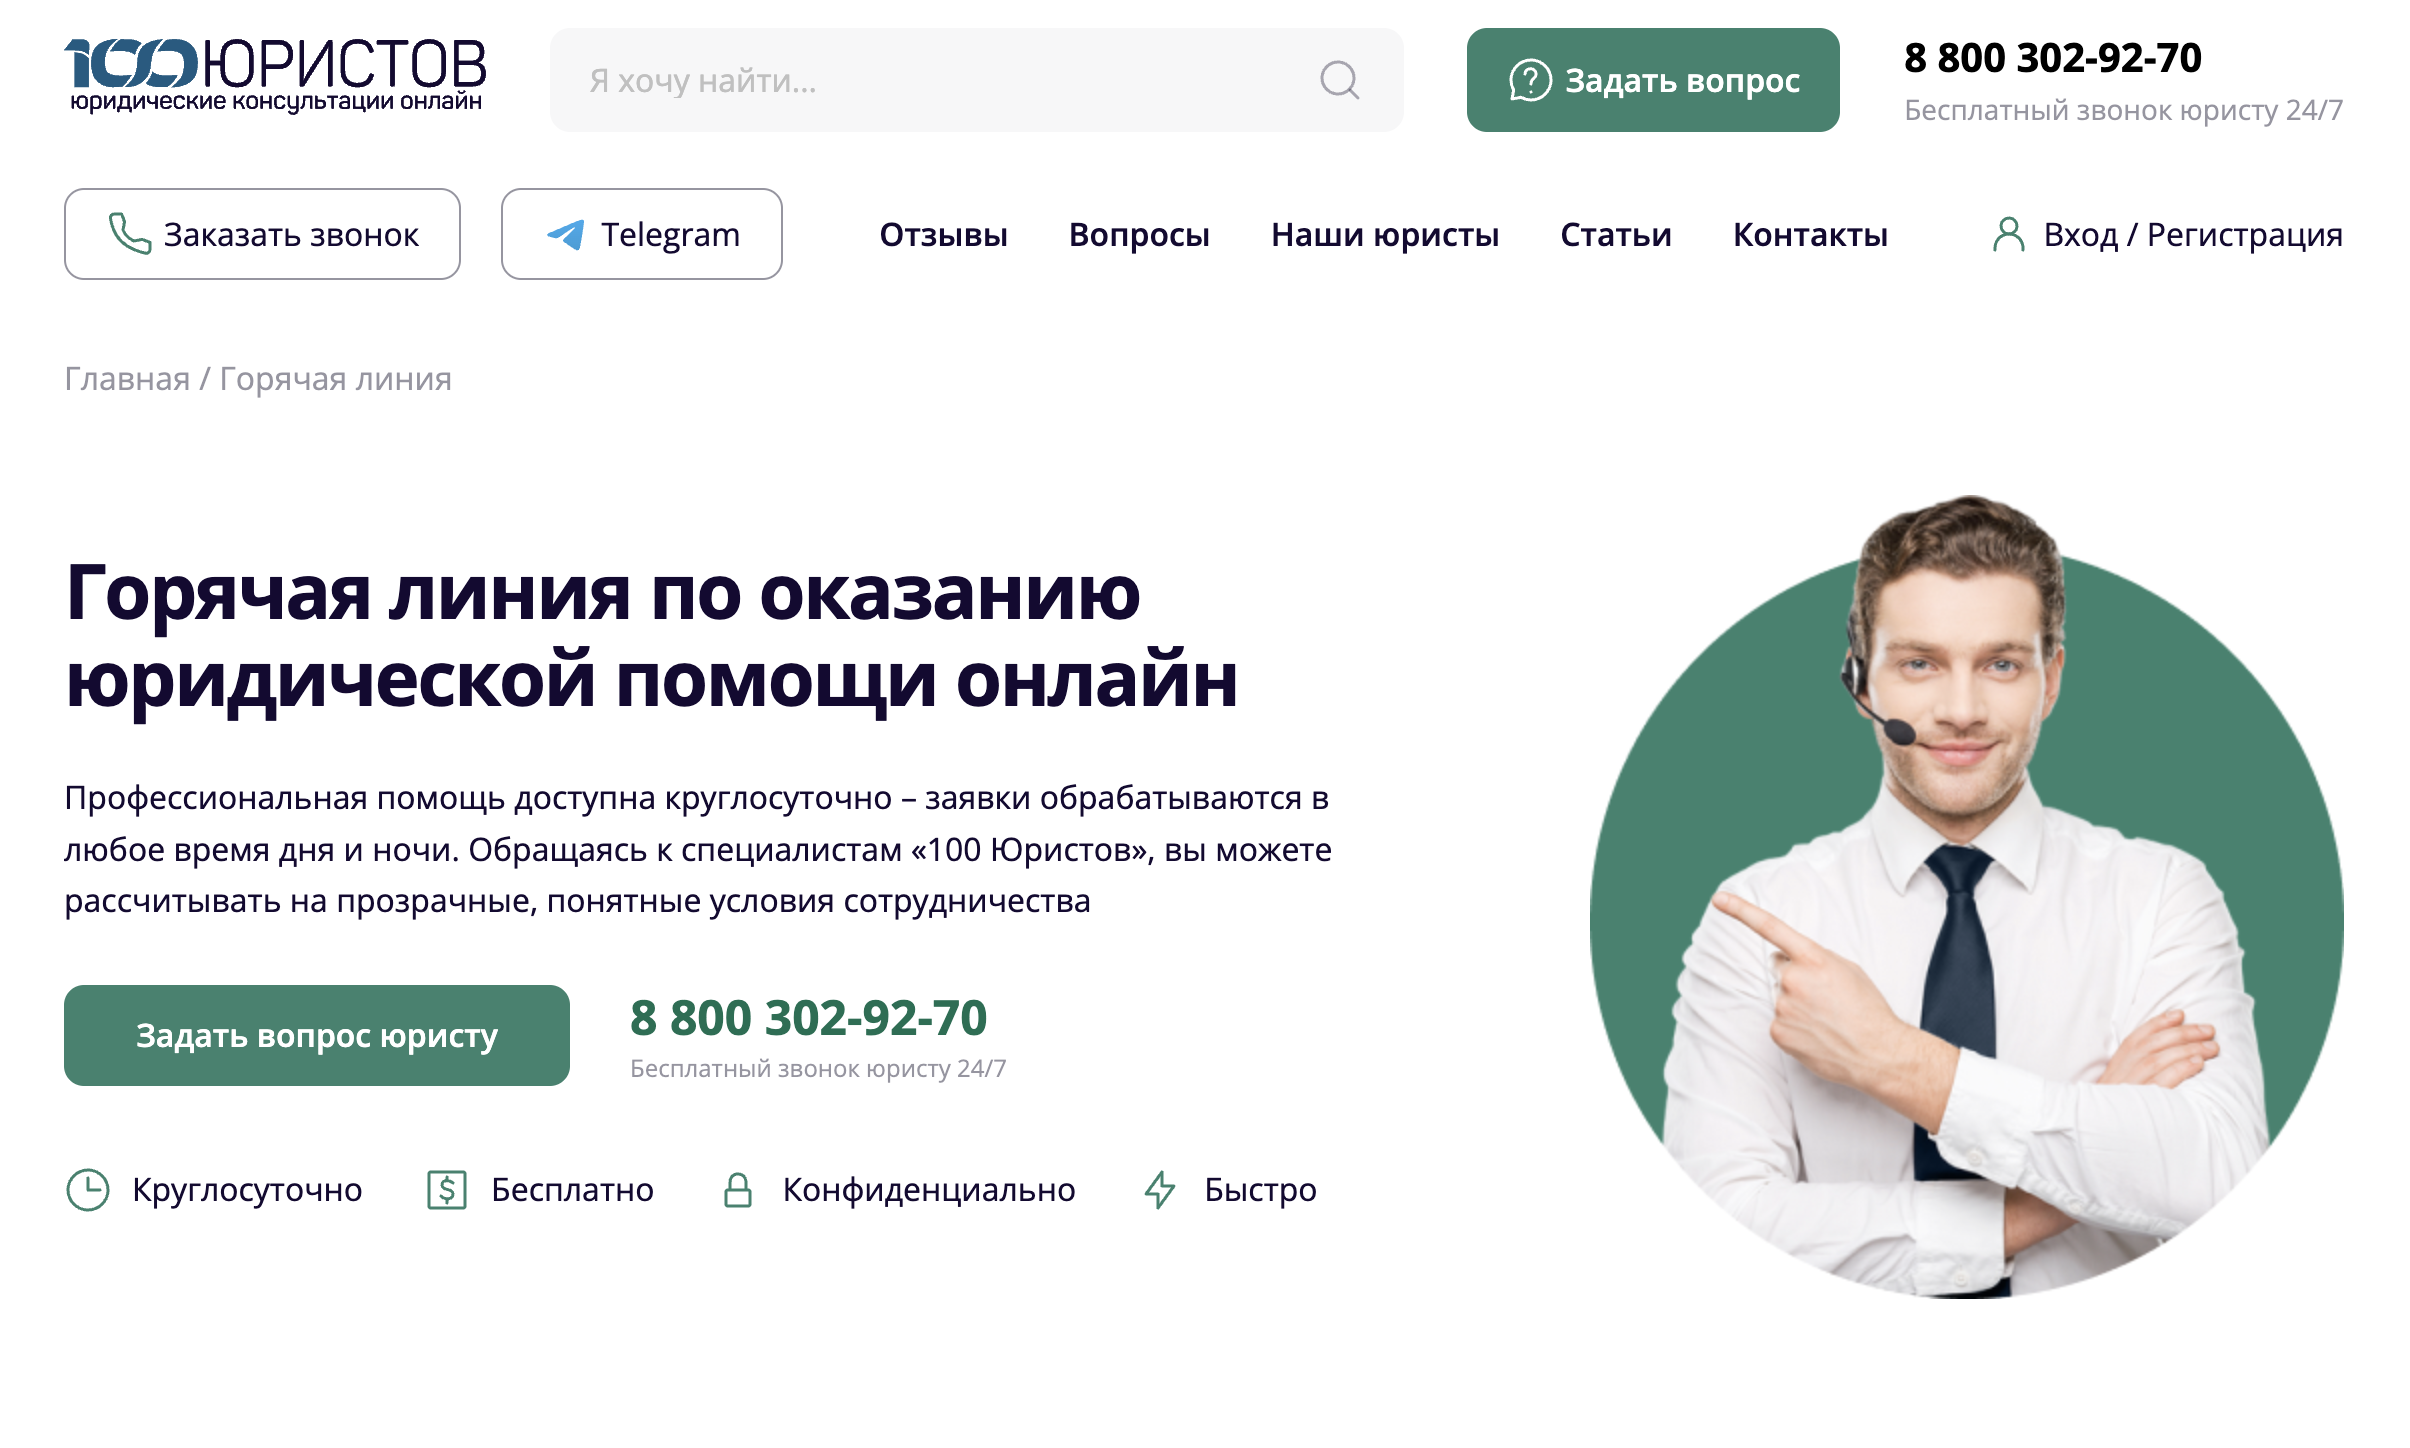 100ЮРИСТОВ
юридические консультации онлайн
Я хочу найти...
Задать вопрос
8 800 302-92-70
Бесплатный звонок юристу 24/7
Заказать звонок
Telegram
Отзывы
Вопросы
Наши юристы
Статьи
Контакты
Вход / Регистрация
Главная / Горячая линия
Горячая линия по оказанию
юридической помощи онлайн
Профессиональная помощь доступна круглосуточно – заявки обрабатываются в
любое время дня и ночи. Обращаясь к специалистам «100 Юристов», вы можете
рассчитывать на прозрачные, понятные условия сотрудничества
Задать вопрос юристу
8 800 302-92-70
Бесплатный звонок юристу 24/7
Круглосуточно
Бесплатно
Конфиденциально
Быстро